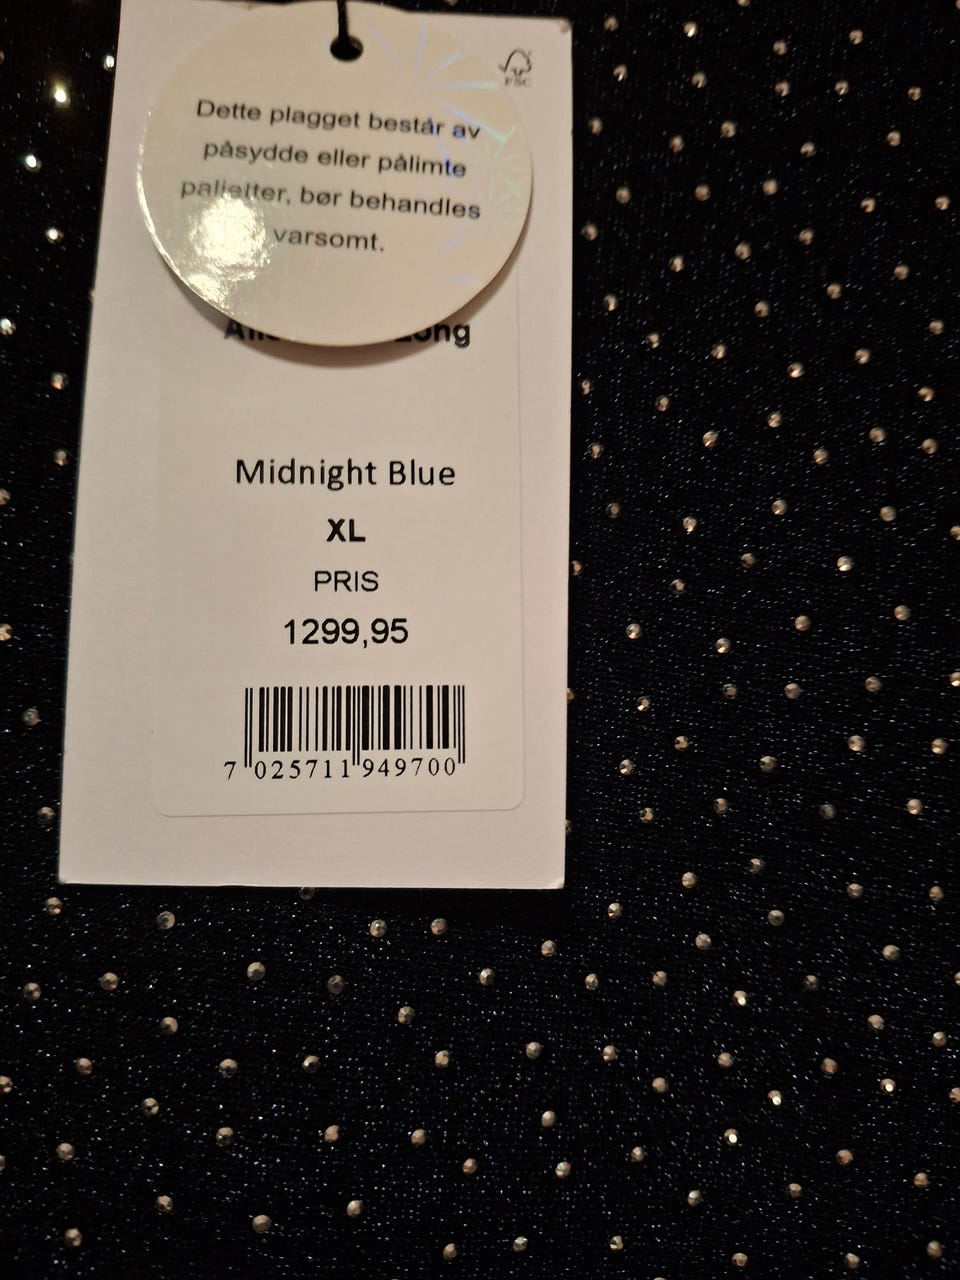 FSC
Dette plagget består av
påsydde eller pålimte
paljetter, bør behandles
varsomt.
Midnight Blue
XL
PRIS
1299,95
7 025711 949700